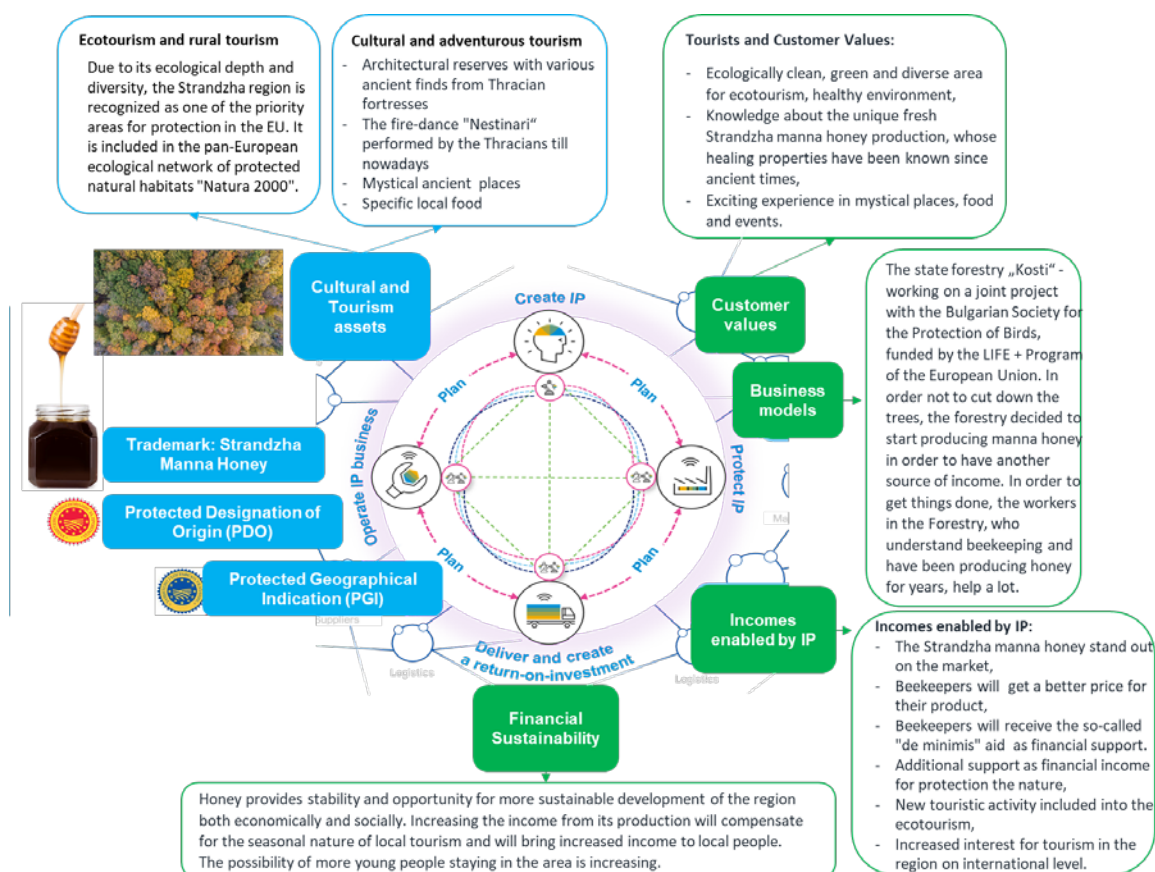 Ecotourism and rural tourism
Due to its ecological depth and
diversity, the Strandzha region is
recognized as one of the priority
areas for protection in the EU. It
is included in the pan-European
ecological network of protected
natural habitats "Natura 2000".
Cultural and adventurous tourism
- Architectural reserves with various
ancient finds from Thracian
fortresses
- The fire-dance "Nestinari“
performed by the Thracians till
nowadays
- Mystical ancient places
- Specific local food
Tourists and Customer Values:
- Ecologically clean, green and diverse area
for ecotourism, healthy environment,
- Knowledge about the unique fresh
Strandzha manna honey production, whose
healing properties have been known since
ancient times,
- Exciting experience in mystical places, food
and events.
Cultural and
Tourism
assets
Create IP
Customer
values
Business
models
The state forestry „Kosti“ -
working on a joint project
with the Bulgarian Society for
the Protection of Birds,
funded by the LIFE + Program
of the European Union. In
order not to cut down the
trees, the forestry decided to
start producing manna honey
in order to have another
source of income. In order to
get things done, the workers
in the Forestry, who
understand beekeeping and
have been producing honey
for years, help a lot.
Plan
Plan
Trademark: Strandzha
Manna Honey
Operate IP business
Protect IP
Protected Designation of
Origin (PDO)
Plan
Plan
Protected Geographical
Indication (PGI)
Suppliers
Logistics
Deliver and create
a return-on-investment
Logistics
Incomes
enabled by IP
Incomes enabled by IP:
- The Strandzha manna honey stand out
on the market,
- Beekeepers will get a better price for
their product,
- Beekeepers will receive the so-called
"de minimis" aid as financial support.
- Additional support as financial income
for protection the nature,
- New touristic activity included into the
ecotourism,
- Increased interest for tourism in the
region on international level.
Financial
Sustainability
Honey provides stability and opportunity for more sustainable development of the region
both economically and socially. Increasing the income from its production will compensate
for the seasonal nature of local tourism and will bring increased income to local people.
The possibility of more young people staying in the area is increasing.